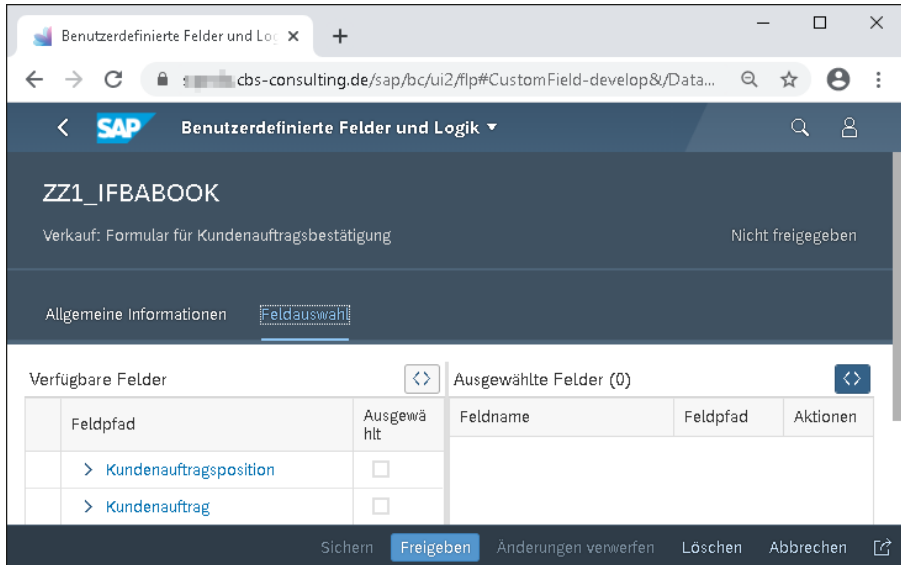 Benutzerdefinierte Felder und Log
.cbs-consulting.de/sap/bc/ui2/flp#CustomField-develop&/Data...
SAP Benutzerdefinierte Felder und Logik
ZZ1_IFBABOOK
Verkauf: Formular für Kundenauftragsbestätigung Nicht freigegeben
Allgemeine Informationen Feldauswahl
Verfügbare Felder Ausgewählte Felder (0)
Feldpfad Ausgewä Feldname Feldpfad Aktionen
hlt
Kundenauftragsposition
Kundenauftrag
Sichern Freigeben Änderungen verwerfen Löschen Abbrechen